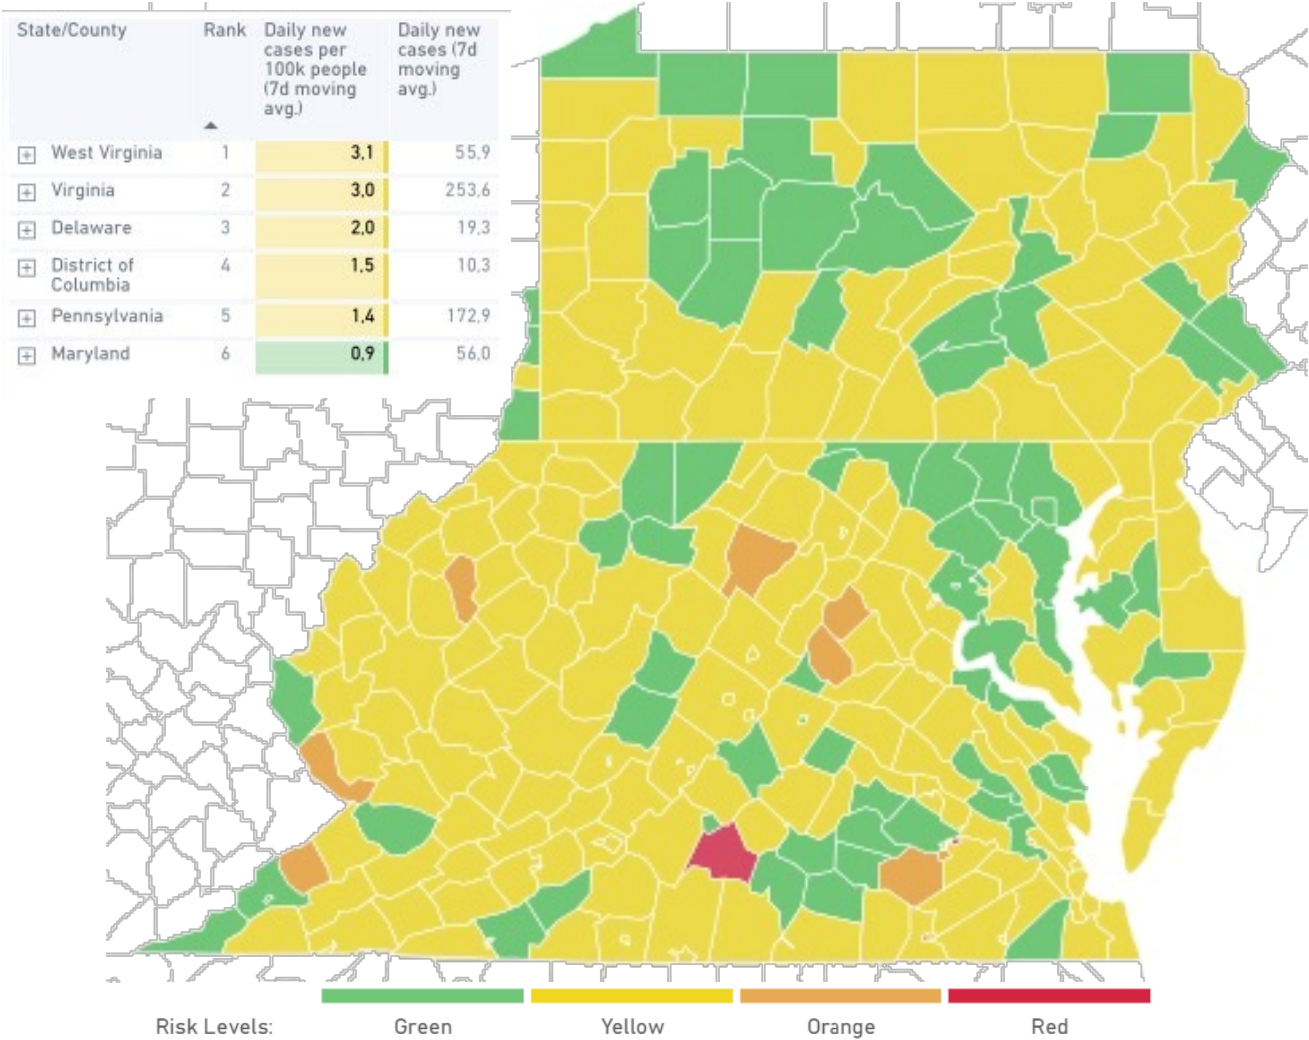 State/County Rank Daily new cases per 100k people (7d moving avg.) Daily new cases (7d moving avg.)
West Virginia 1 3,1 55,9
Virginia 2 3,0 253,6
Delaware 3 2,0 19,3
District of Columbia 4 1,5 10,3
Pennsylvania 5 1,4 172,9
Maryland 6 0,9 56,0
Risk Levels: Green Yellow Orange Red